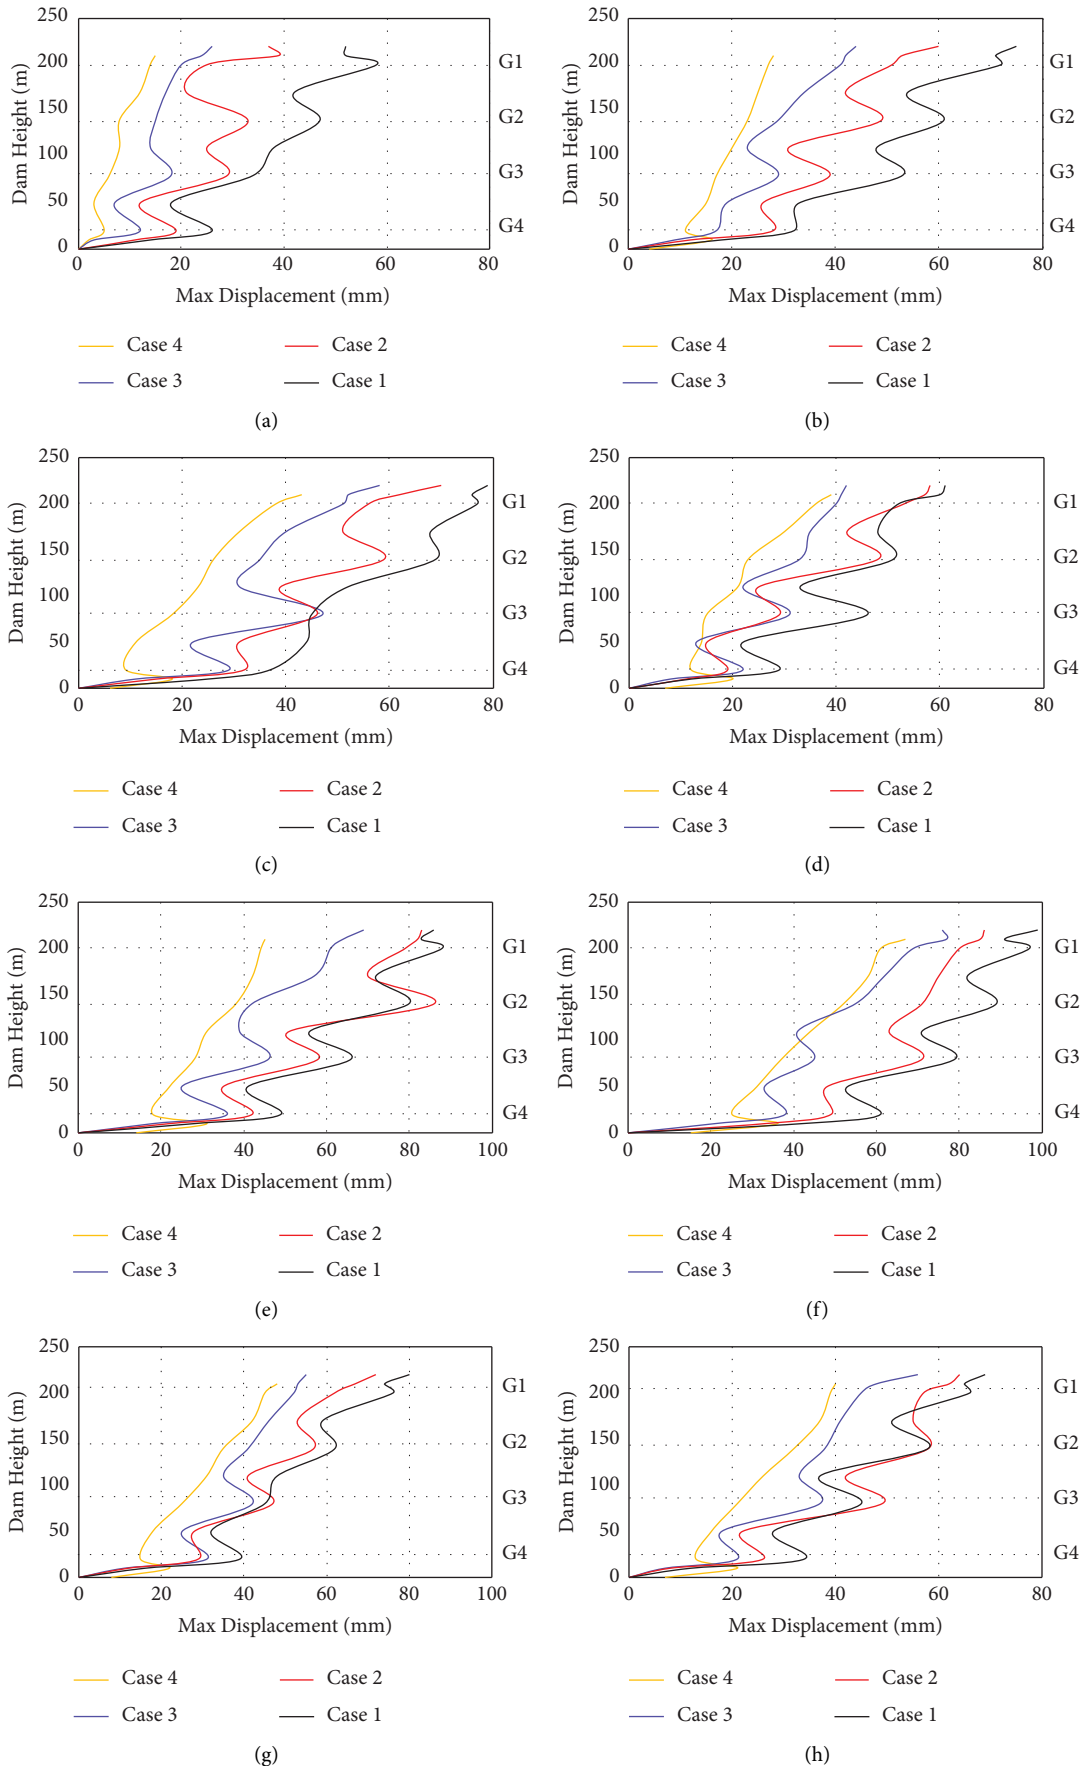 250
200
150
100
50
0
Dam Height (m)
G1
G2
G3
G4
0 20 40 60 80
Max Displacement (mm)
Case 4 Case 2
Case 3 Case 1
(a)
250
200
150
100
50
0
Dam Height (m)
G1
G2
G3
G4
0 20 40 60 80
Max Displacement (mm)
Case 4 Case 2
Case 3 Case 1
(b)
250
200
150
100
50
0
Dam Height (m)
G1
G2
G3
G4
0 20 40 60 80
Max Displacement (mm)
Case 4 Case 2
Case 3 Case 1
(c)
250
200
150
100
50
0
Dam Height (m)
G1
G2
G3
G4
0 20 40 60 80
Max Displacement (mm)
Case 4 Case 2
Case 3 Case 1
(d)
250
200
150
100
50
0
Dam Height (m)
G1
G2
G3
G4
0 20 40 60 80 100
Max Displacement (mm)
Case 4 Case 2
Case 3 Case 1
(e)
250
200
150
100
50
0
Dam Height (m)
G1
G2
G3
G4
0 20 40 60 80 100
Max Displacement (mm)
Case 4 Case 2
Case 3 Case 1
(f)
250
200
150
100
50
0
Dam Height (m)
G1
G2
G3
G4
0 20 40 60 80 100
Max Displacement (mm)
Case 4 Case 2
Case 3 Case 1
(g)
250
200
150
100
50
0
Dam Height (m)
G1
G2
G3
G4
0 20 40 60 80
Max Displacement (mm)
Case 4 Case 2
Case 3 Case 1
(h)